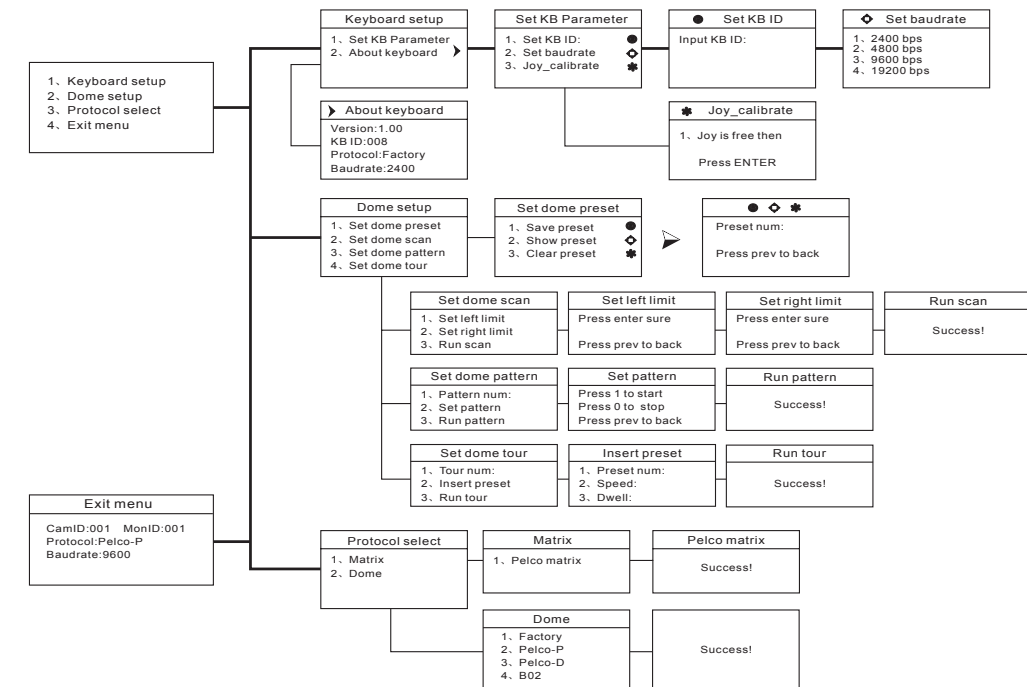 1、Keyboard setup
2、Dome setup
3、Protocol select
4、Exit menu
Keyboard setup
1、Set KB Parameter
2、About keyboard
Set KB Parameter
1、Set KB ID:
2、Set baudrate
3、Joy_calibrate
Set KB ID
Input KB ID:
Set baudrate
1、2400 bps
2、4800 bps
3、9600 bps
4、19200 bps
About keyboard
Version:1.00
KB ID:008
Protocol:Factory
Baudrate:2400
Joy_calibrate
1、Joy is free then
Press ENTER
Dome setup
1、Set dome preset
2、Set dome scan
3、Set dome pattern
4、Set dome tour
Set dome preset
1、Save preset
2、Show preset
3、Clear preset
Preset num:
Press prev to back
Set dome scan
1、Set left limit
2、Set right limit
3、Run scan
Set left limit
Press enter sure
Press prev to back
Set right limit
Press enter sure
Press prev to back
Run scan
Success!
Set dome pattern
1、Pattern num:
2、Set pattern
3、Run pattern
Set pattern
Press 1 to start
Press 0 to stop
Press prev to back
Run pattern
Success!
Set dome tour
1、Tour num:
2、Insert preset
3、Run tour
Insert preset
1、Preset num:
2、Speed:
3、Dwell:
Run tour
Success!
Exit menu
CamID:001 MonID:001
Protocol:Pelco-P
Baudrate:9600
Protocol select
1、Matrix
2、Dome
Matrix
1、Pelco matrix
Pelco matrix
Success!
Dome
1、Factory
2、Pelco-P
3、Pelco-D
4、B02
Success!